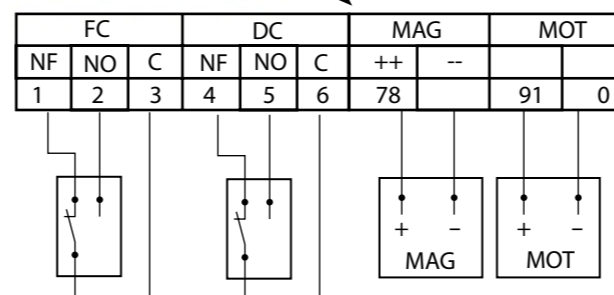 FC DC MAG MOT
NF NO C NF NO C ++ --
1 2 3 4 5 6 78 91 0
+ - + -
MAG MOT